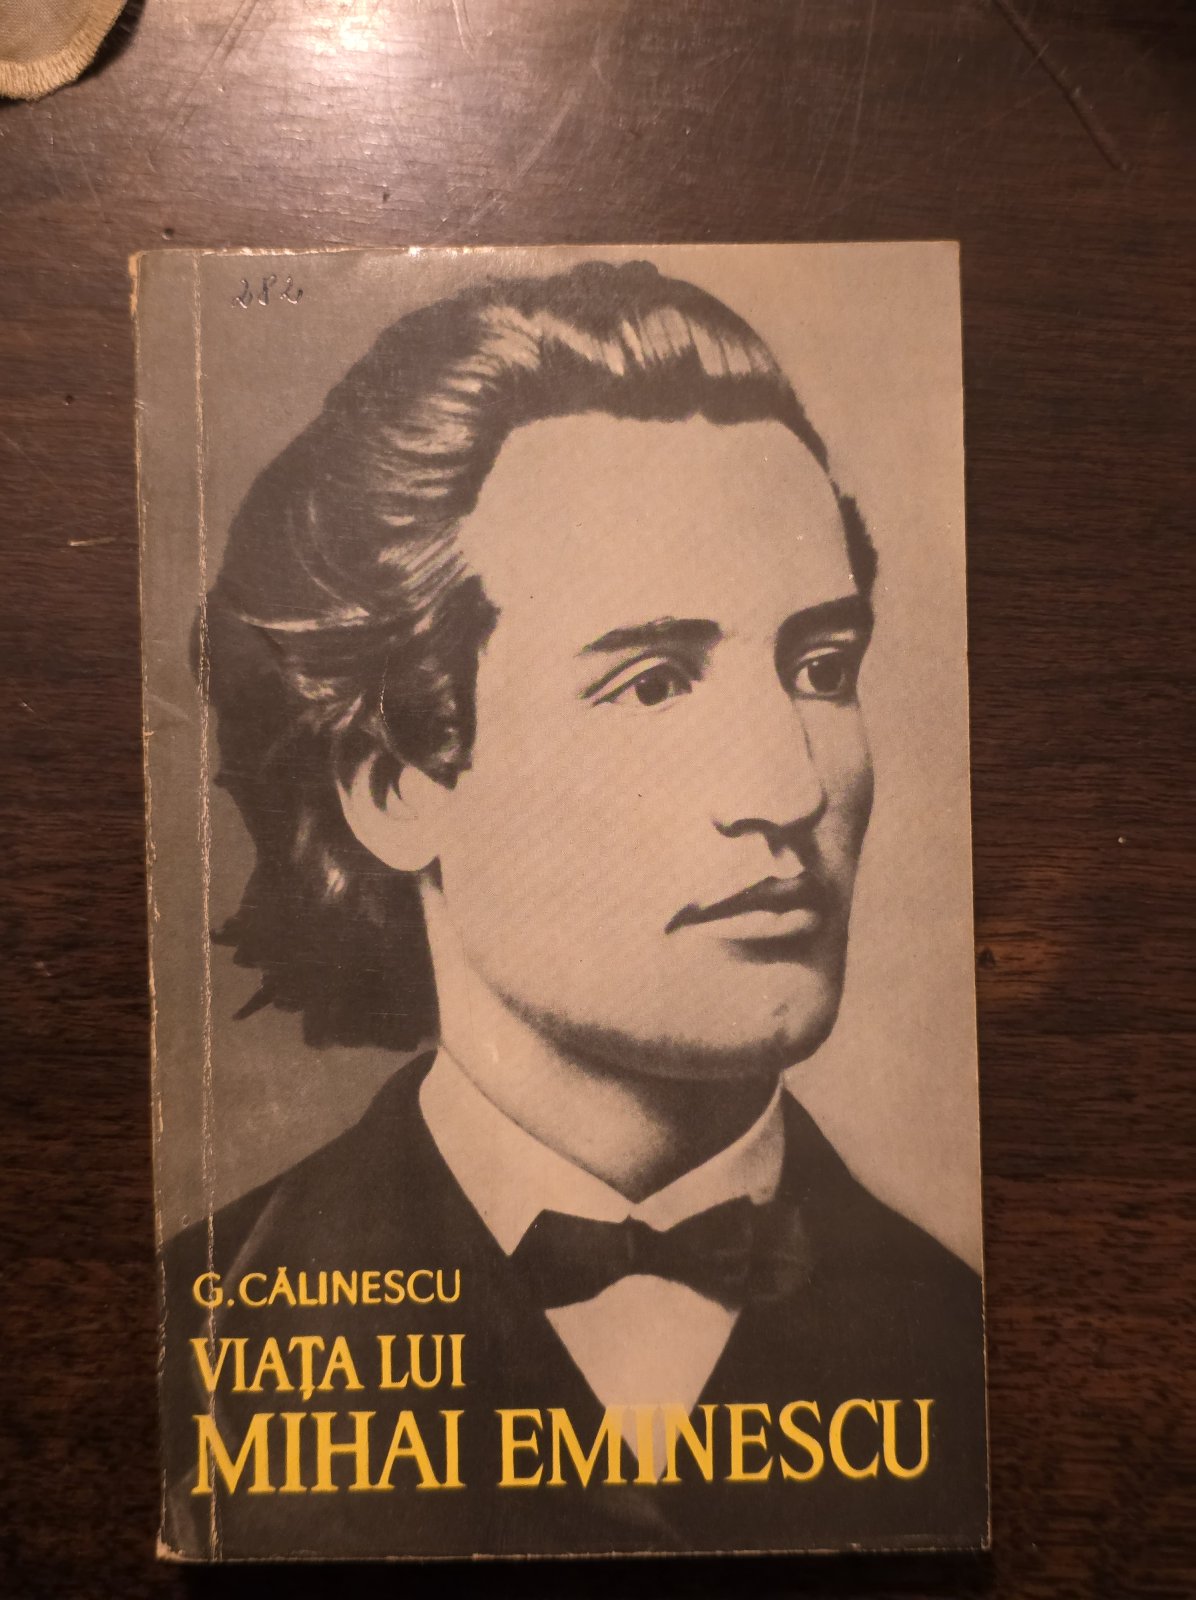 282
G. CĂLINESCU
VIAȚA LUI
MIHAI EMINESCU